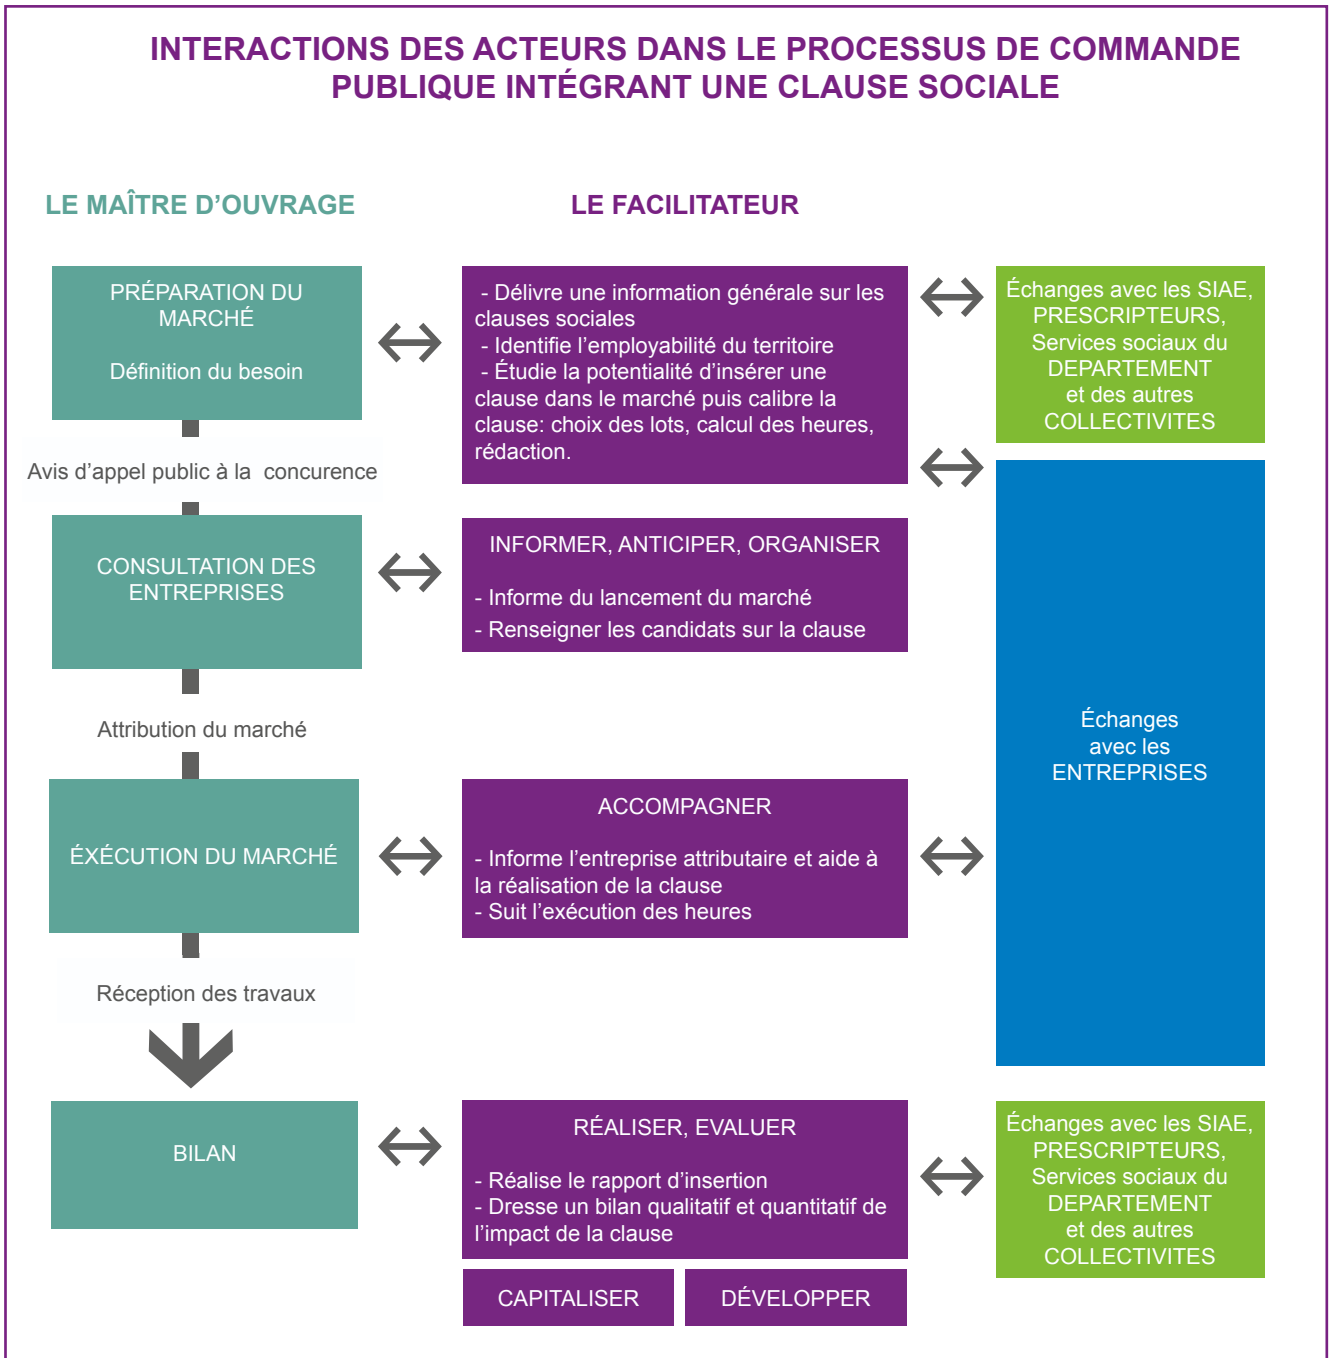 INTERACTIONS DES ACTEURS DANS LE PROCESSUS DE COMMANDE
PUBLIQUE INTÉGRANT UNE CLAUSE SOCIALE
LE MAÎTRE D’OUVRAGE
LE FACILITATEUR
PRÉPARATION DU
MARCHÉ
Définition du besoin
- Délivre une information générale sur les
clauses sociales
- Identifie l’employabilité du territoire
- Étudie la potentialité d’insérer une
clause dans le marché puis calibre la
clause: choix des lots, calcul des heures,
rédaction.
Échanges avec les SIAE,
PRESCRIPTEURS,
Services sociaux du
DEPARTEMENT
et des autres
COLLECTIVITES
Avis d’appel public à la concurence
CONSULTATION DES
ENTREPRISES
INFORMER, ANTICIPER, ORGANISER
- Informe du lancement du marché
- Renseigner les candidats sur la clause
Attribution du marché
Échanges
avec les
ENTREPRISES
ÉXÉCUTION DU MARCHÉ
ACCOMPAGNER
- Informe l’entreprise attributaire et aide à
la réalisation de la clause
- Suit l’exécution des heures
Réception des travaux
BILAN
RÉALISER, EVALUER
- Réalise le rapport d’insertion
- Dresse un bilan qualitatif et quantitatif de
l’impact de la clause
Échanges avec les SIAE,
PRESCRIPTEURS,
Services sociaux du
DEPARTEMENT
et des autres
COLLECTIVITES
CAPITALISER
DÉVELOPPER